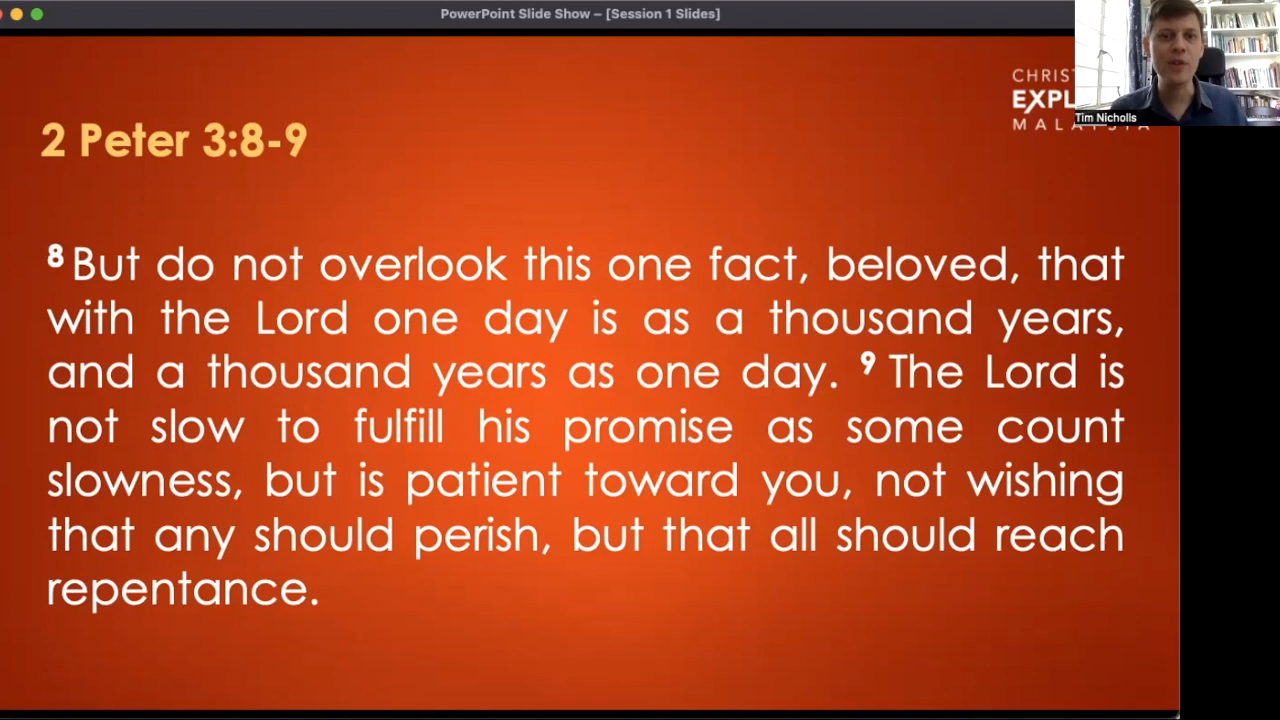 PowerPoint Slide Show – [Session 1 Slides]
CHRIST
EXPL
MALAYSIA
Tim Nicholls
2 Peter 3:8-9
8 But do not overlook this one fact, beloved, that
with the Lord one day is as a thousand years,
and a thousand years as one day. 9 The Lord is
not slow to fulfill his promise as some count
slowness, but is patient toward you, not wishing
that any should perish, but that all should reach
repentance.